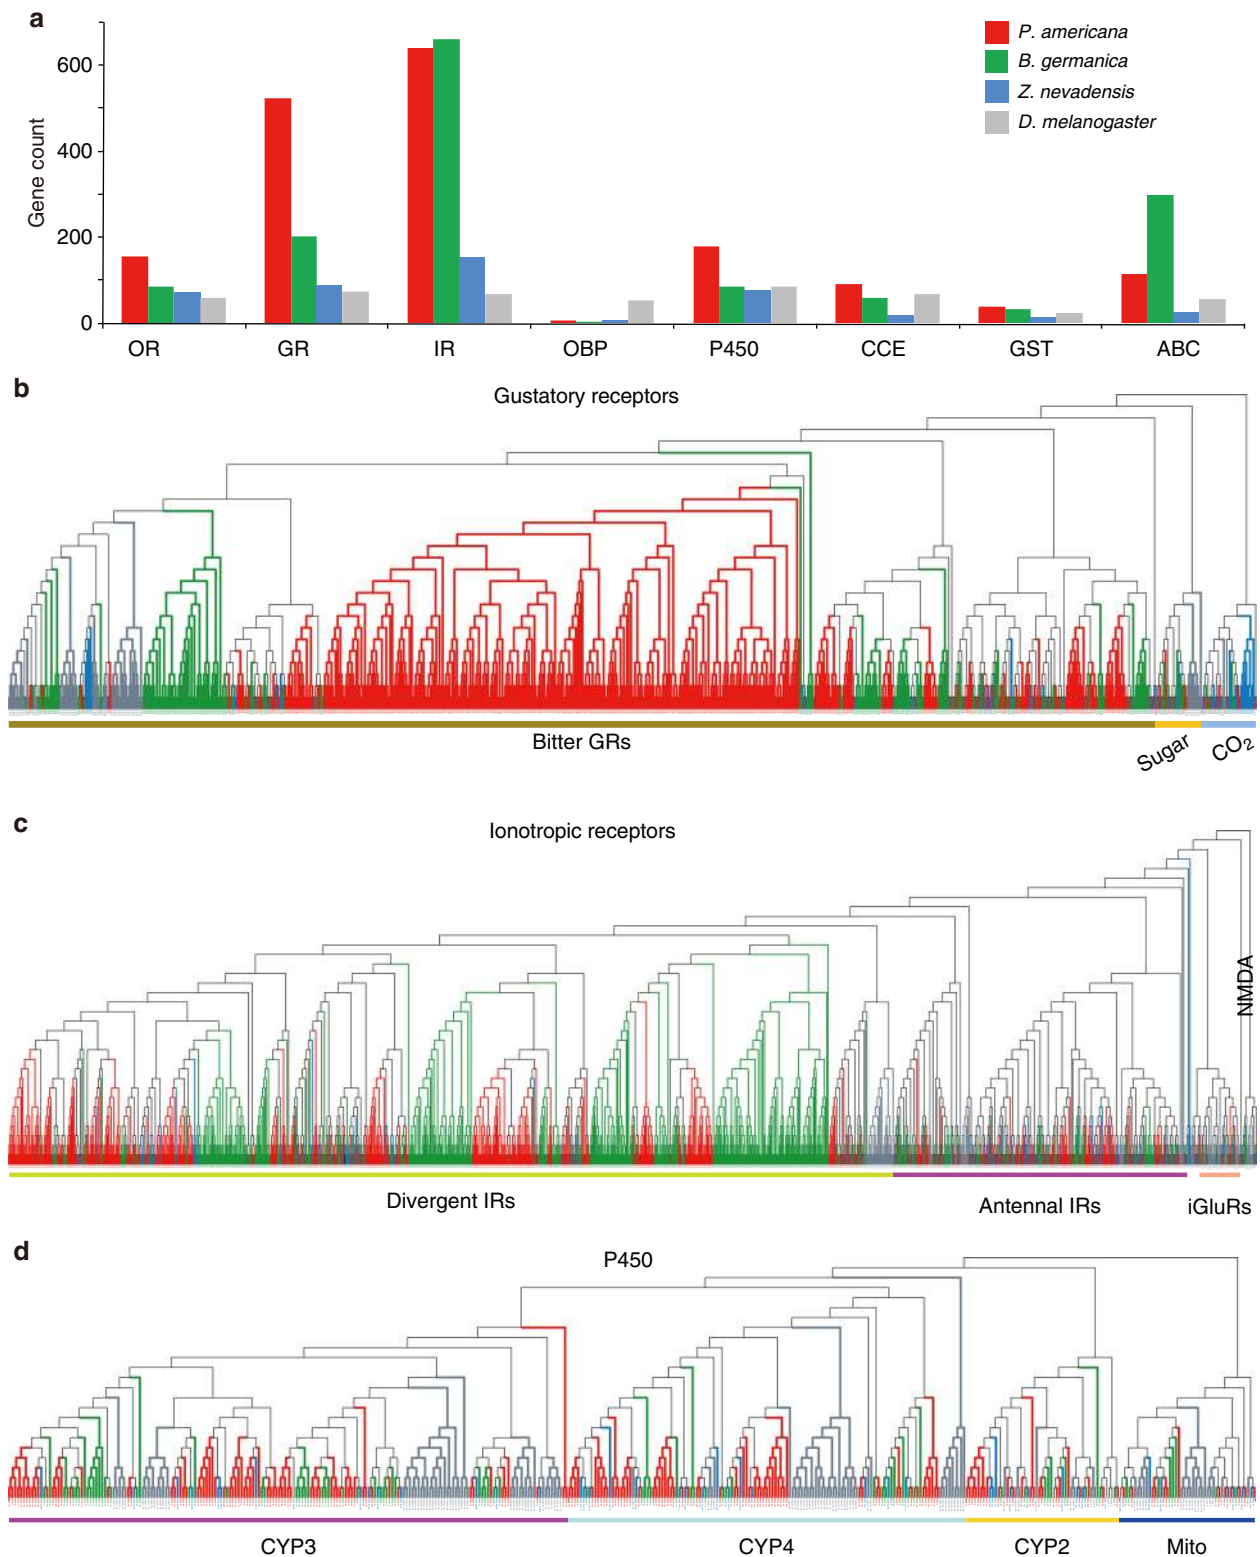 a
P. americana
B. germanica
Z. nevadensis
D. melanogaster
Gene count
600
400
200
0
OR GR IR OBP P450 CCE GST ABC
b
Gustatory receptors
Bitter GRs
Sugar
CO2
c
Ionotropic receptors
NMDA
Divergent IRs
Antennal IRs
iGluRs
d
P450
CYP3
CYP4
CYP2
Mito